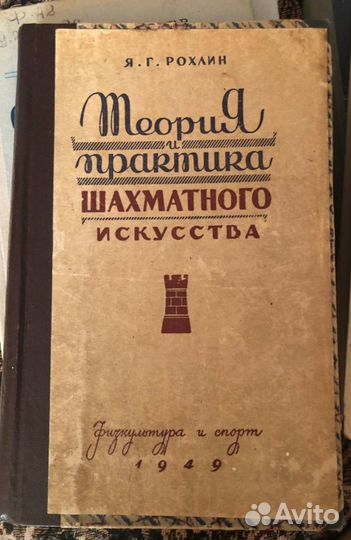 Я. Г. РОХЛИН
Теория
и
практика
ШАХМАТНОГО
ИСКУССТВА
Физкультура и спорт
1949
Avito